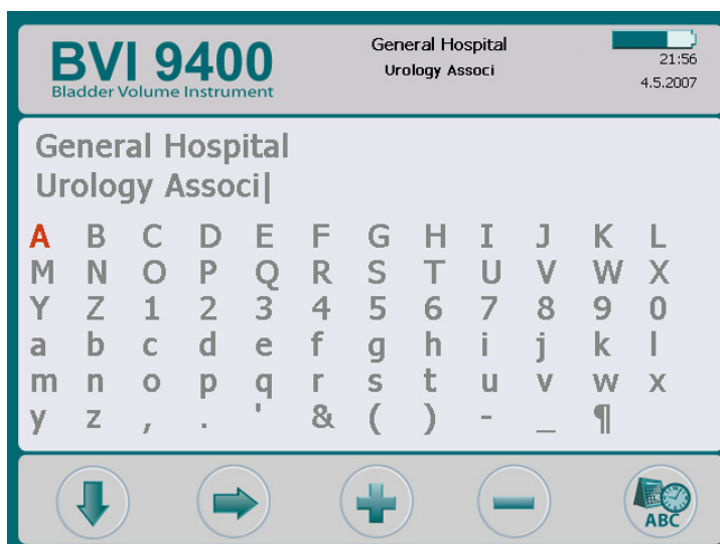 BVI 9400
Bladder Volume Instrument
General Hospital
Urology Associ
21:56
4.5.2007
General Hospital
Urology Associ|
A B C D E F G H I J K L
M N O P Q R S T U V W X
Y Z 1 2 3 4 5 6 7 8 9 0
a b c d e f g h i j k l
m n o p q r s t u v w x
y z , . ' & ( ) - _ ¶
ABC